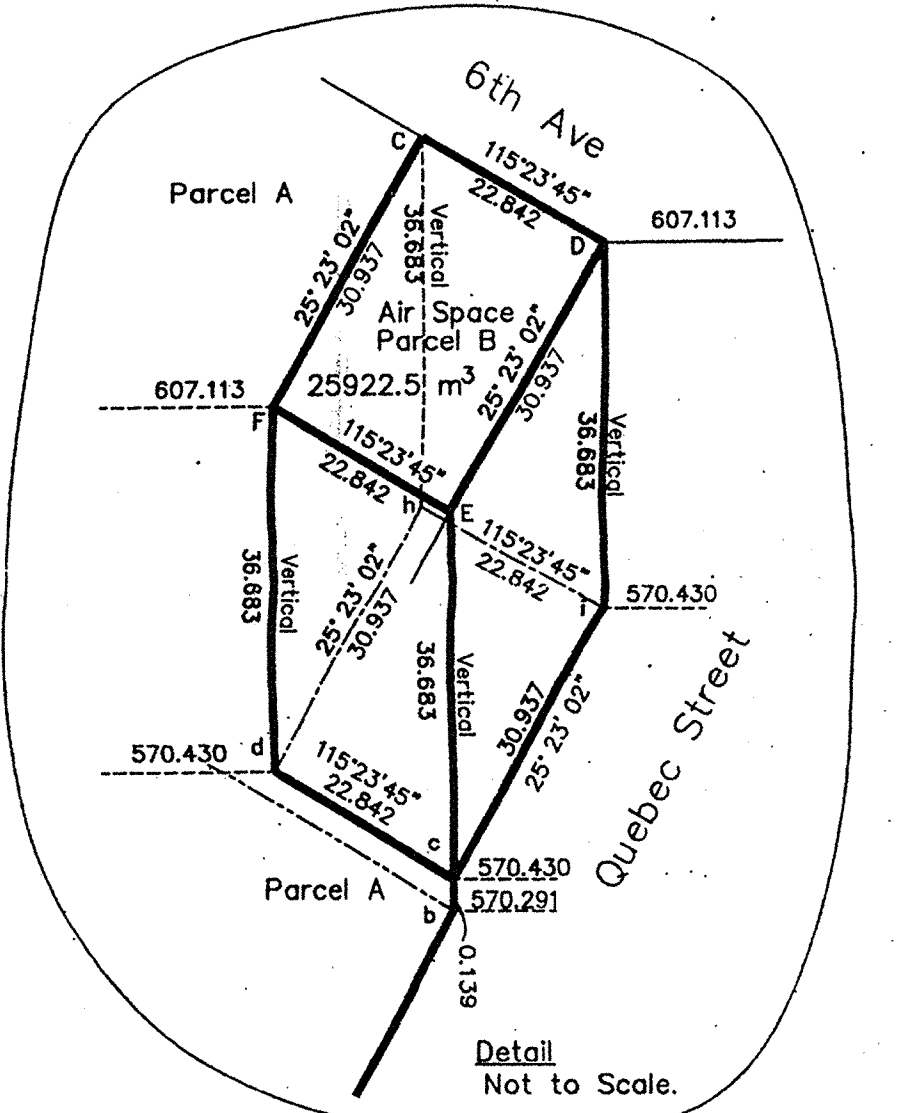 6th Ave
C
115°23'45"
22.842
Parcel A
607.113
D
25° 23' 02"
30.937
Vertical
36.683
Air Space
Parcel B
25922.5 m³
25° 23' 02"
30.937
607.113
F
115°23'45"
22.842
Vertical
36.683
h
E
115°23'45"
22.842
i
570.430
Vertical
36.683
25° 23' 02"
30.937
Vertical
36.683
30.937
25° 23' 02"
Quebec Street
d
570.430
115°23'45"
22.842
c
570.430
Parcel A
b
570.291
0.139
Detail
Not to Scale.